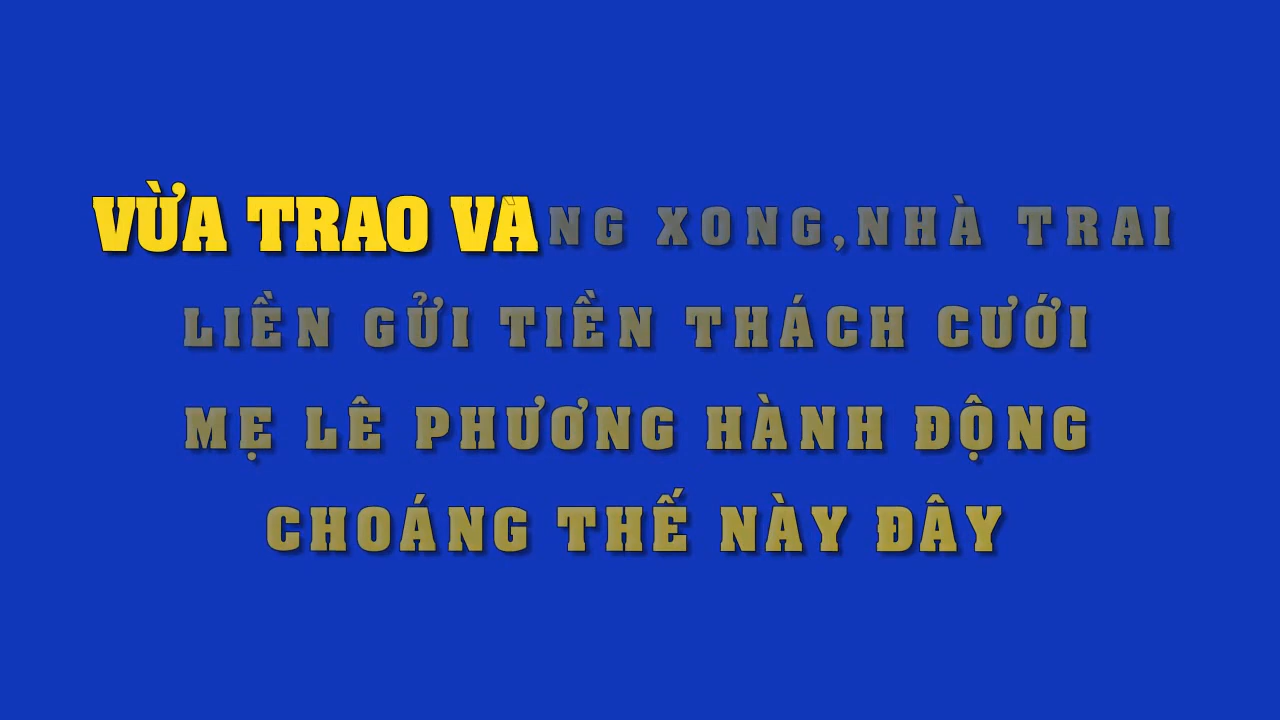 VỪA TRAO VÀNG XONG,NHÀ TRAI
LIỀN GỬI TIỀN THÁCH CƯỚI
MẸ LÊ PHƯƠNG HÀNH ĐỘNG
CHOÁNG THẾ NÀY ĐÂY